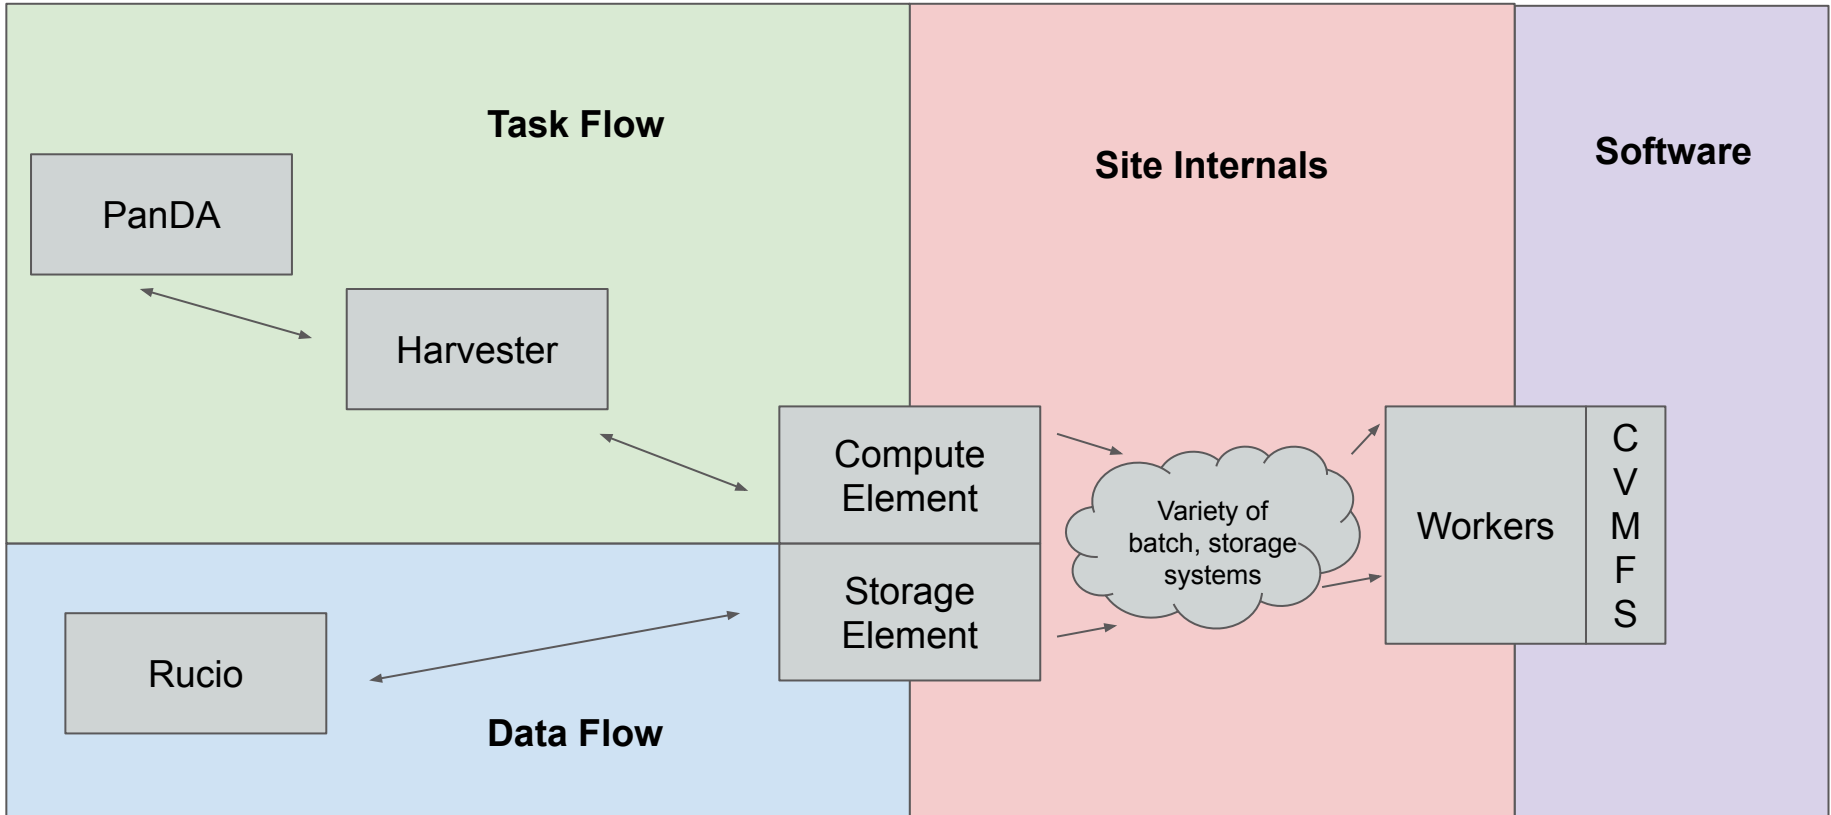 Task Flow
PanDA
Harvester
Compute
Element
Storage
Element
Rucio
Data Flow
Site Internals
Variety of
batch, storage
systems
Workers
Software
C
V
M
F
S